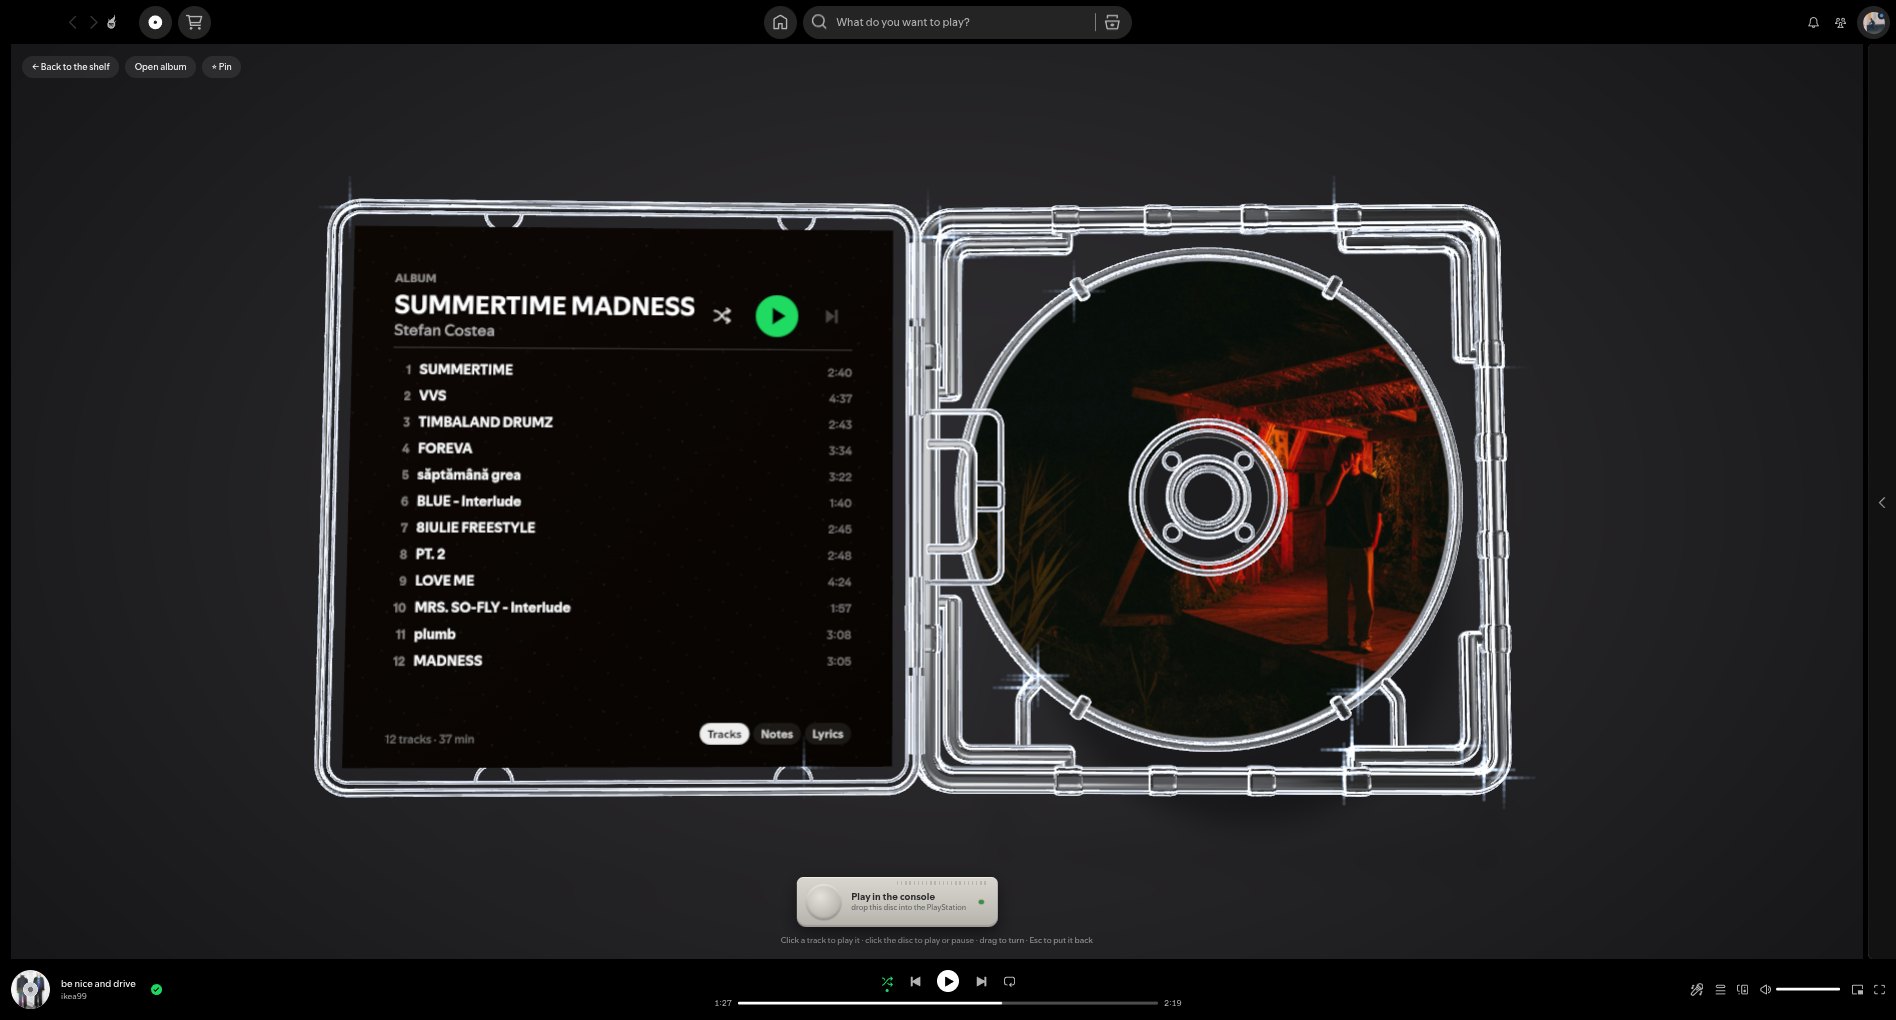 What do you want to play?
← Back to the shelf
Open album
+ Pin
ALBUM
SUMMERTIME MADNESS
Stefan Costea
1 SUMMERTIME 2:40
2 VVS 4:37
3 TIMBALAND DRUMZ 2:43
4 FOREVA 3:34
5 săptămână grea 3:22
6 BLUE - Interlude 1:40
7 8IULIE FREESTYLE 2:45
8 PT. 2 2:48
9 LOVE ME 4:24
10 MRS. SO-FLY - Interlude 1:57
11 plumb 3:08
12 MADNESS 3:05
12 tracks · 37 min
Tracks
Notes
Lyrics
Play in the console
drop this disc into the PlayStation
Click a track to play it · click the disc to play or pause · drag to turn · Esc to put it back
be nice and drive
ikea99
1:27
2:19